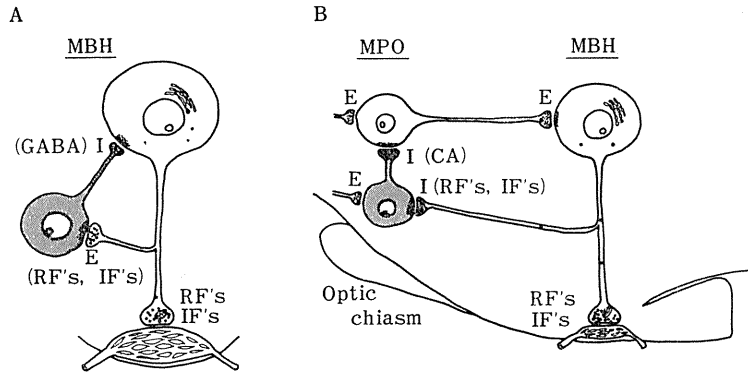 A
MBH
(GABA) I
E
(RF's, IF's)
RF's
IF's
B
MPO
MBH
E
E
I (CA)
E
I (RF's, IF's)
Optic
chiasm
RF's
IF's